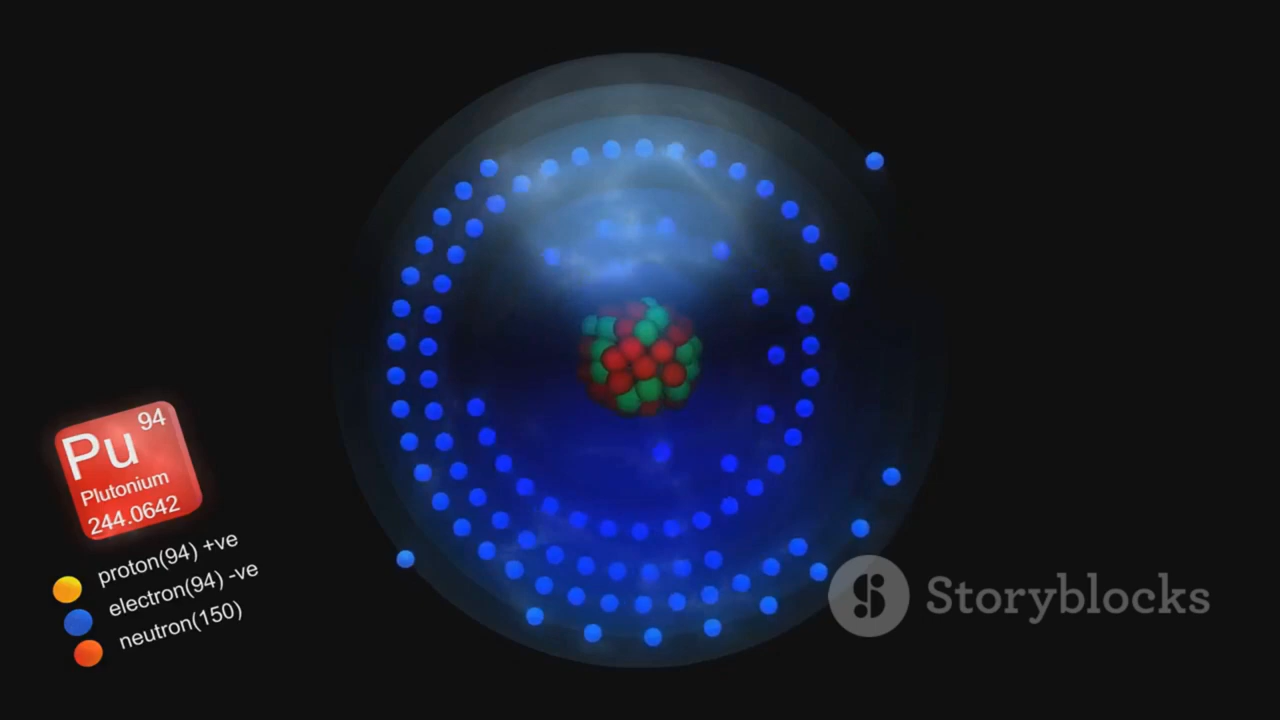 94
Pu
Plutonium
244.0642
proton(94) +ve
electron(94) -ve
neutron(150)
Storyblocks